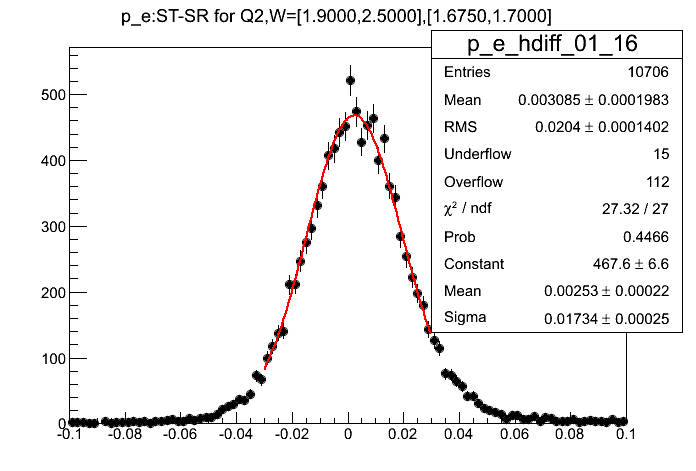 p_e:ST-SR for Q2,W=[1.9000,2.5000],[1.6750,1.7000]
p_e_hdiff_01_16
Entries 10706
Mean 0.003085 ± 0.0001983
RMS 0.0204 ± 0.0001402
Underflow 15
Overflow 112
χ² / ndf 27.32 / 27
Prob 0.4466
Constant 467.6 ± 6.6
Mean 0.00253 ± 0.00022
Sigma 0.01734 ± 0.00025
500
400
300
200
100
0
-0.1 -0.08 -0.06 -0.04 -0.02 0 0.02 0.04 0.06 0.08 0.1